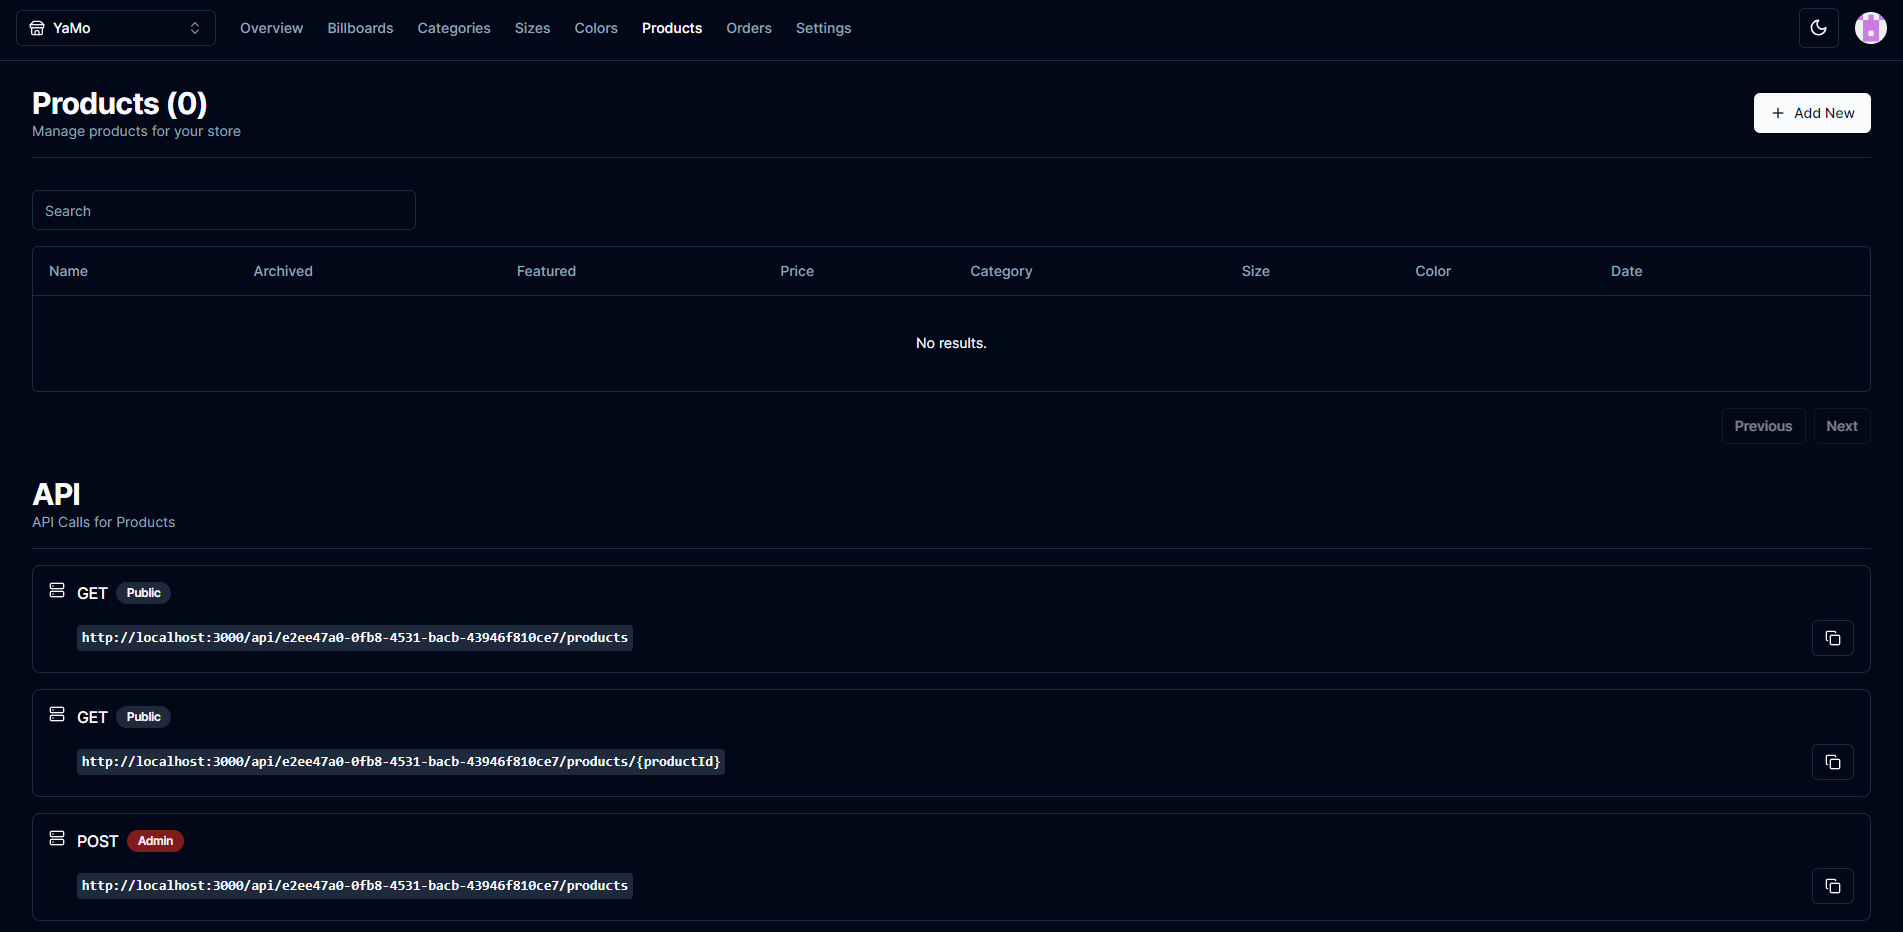 YaMo Overview Billboards Categories Sizes Colors Products Orders Settings
Products (0)
Manage products for your store
Add New
Search
Name Archived Featured Price Category Size Color Date
No results.
Previous Next
API
API Calls for Products
GET Public
http://localhost:3000/api/e2ee47a0-0fb8-4531-bacb-43946f810ce7/products
GET Public
http://localhost:3000/api/e2ee47a0-0fb8-4531-bacb-43946f810ce7/products/{productId}
POST Admin
http://localhost:3000/api/e2ee47a0-0fb8-4531-bacb-43946f810ce7/products